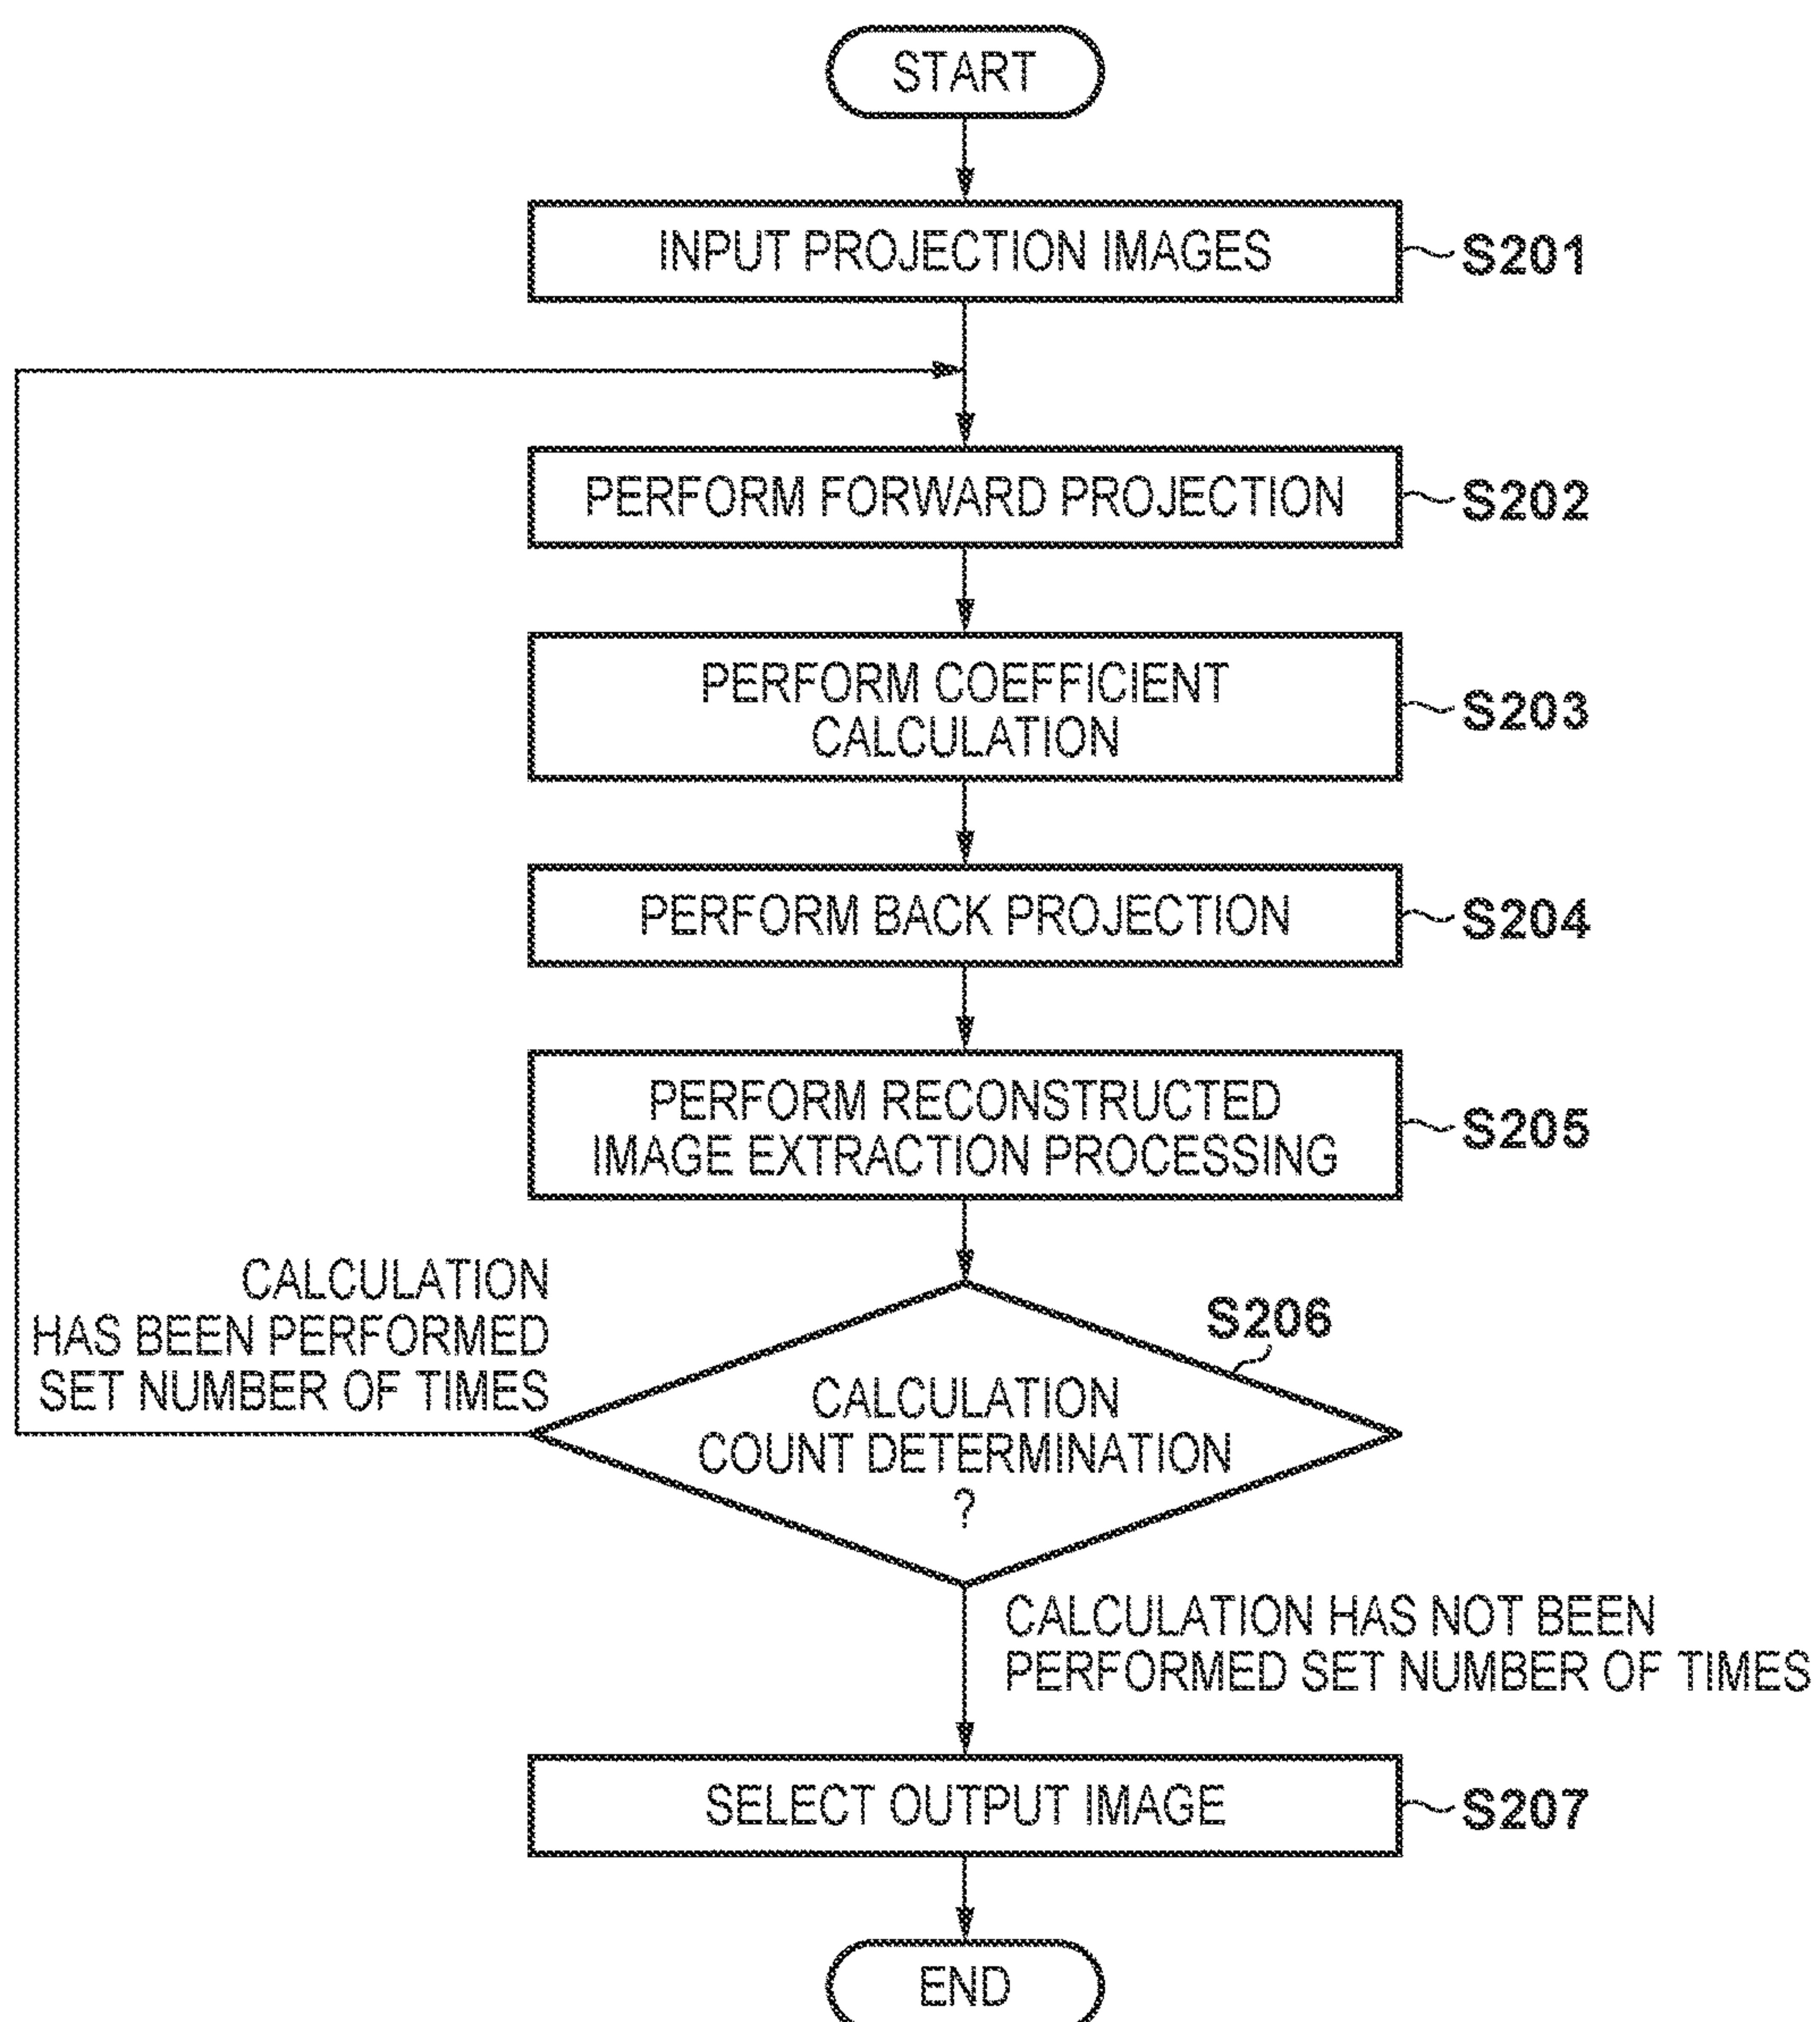 START
INPUT PROJECTION IMAGES
S201
PERFORM FORWARD PROJECTION
S202
PERFORM COEFFICIENT
CALCULATION
S203
PERFORM BACK PROJECTION
S204
PERFORM RECONSTRUCTED
IMAGE EXTRACTION PROCESSING
S205
CALCULATION
HAS BEEN PERFORMED
SET NUMBER OF TIMES
S206
CALCULATION
COUNT DETERMINATION
?
CALCULATION HAS NOT BEEN
PERFORMED SET NUMBER OF TIMES
SELECT OUTPUT IMAGE
S207
END